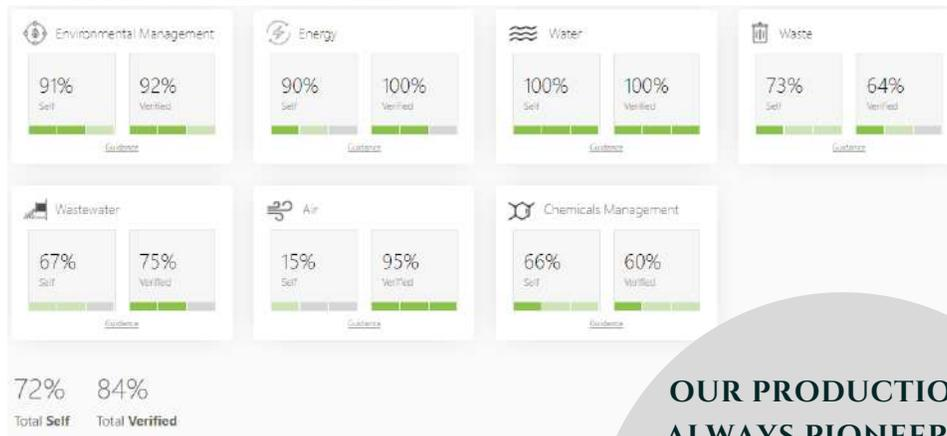 Environmental Management
91%
Self
92%
Verified
Guidance
Energy
90%
Self
100%
Verified
Guidance
Water
100%
Self
100%
Verified
Guidance
Waste
73%
Self
64%
Verified
Guidance
Wastewater
67%
Self
75%
Verified
Guidance
Air
15%
Self
95%
Verified
Guidance
Chemicals Management
66%
Self
60%
Verified
Guidance
72%
Total Self
84%
Total Verified
OUR PRODUCTIO
ALWAYS PIONEER